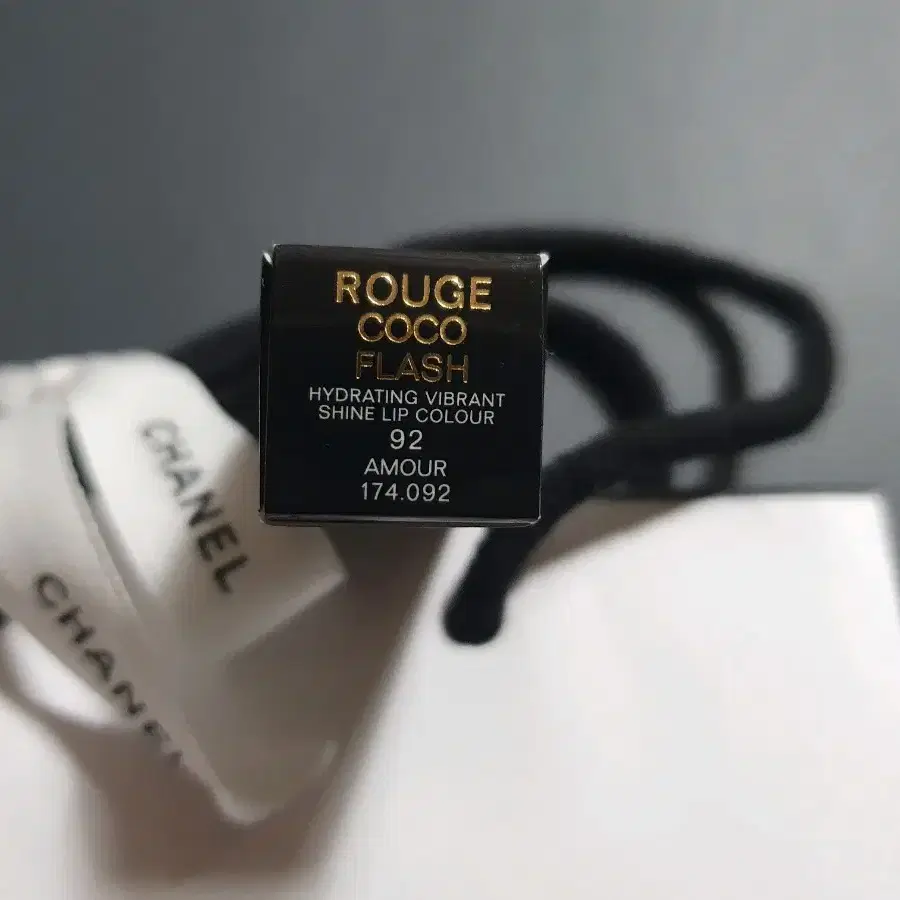 ROUGE
COCO
FLASH
HYDRATING VIBRANT
SHINE LIP COLOUR
92
AMOUR
174.092
CHANEL
CHANEL